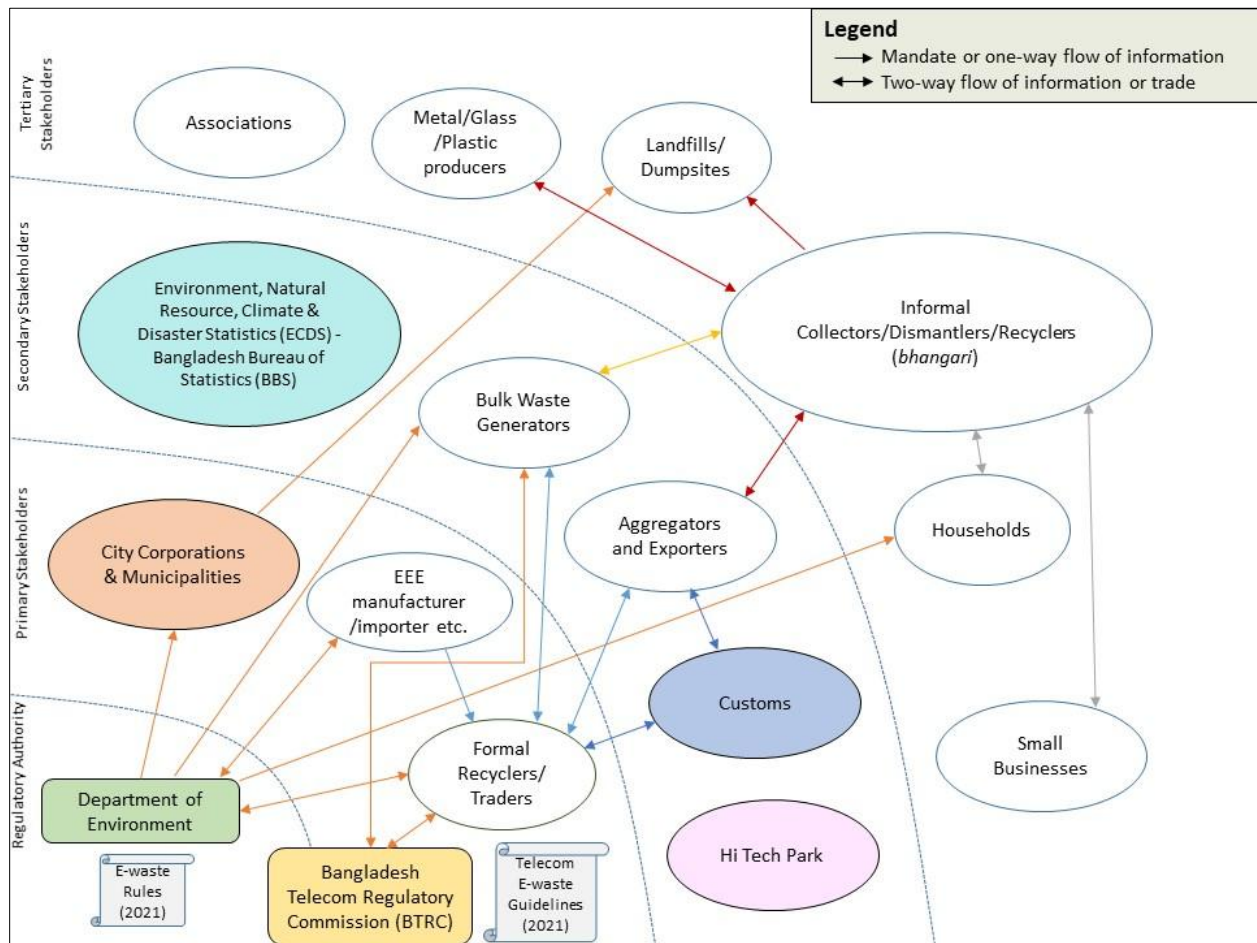 Legend
Mandate or one-way flow of information
Two-way flow of information or trade
Tertiary
Stakeholders
Associations
Metal/Glass
/Plastic
producers
Landfills/
Dumpsites
Secondary Stakeholders
Environment, Natural
Resource, Climate &
Disaster Statistics (ECDS) -
Bangladesh Bureau of
Statistics (BBS)
Informal
Collectors/Dismantlers/Recyclers
(bhangari)
Bulk Waste
Generators
Primary Stakeholders
City Corporations
& Municipalities
EEE
manufacturer
/importer etc.
Aggregators
and Exporters
Households
Customs
Small
Businesses
Regulatory Authority
Department of
Environment
Formal
Recyclers/
Traders
Hi Tech Park
E-waste
Rules
(2021)
Bangladesh
Telecom Regulatory
Commission (BTRC)
Telecom
E-waste
Guidelines
(2021)